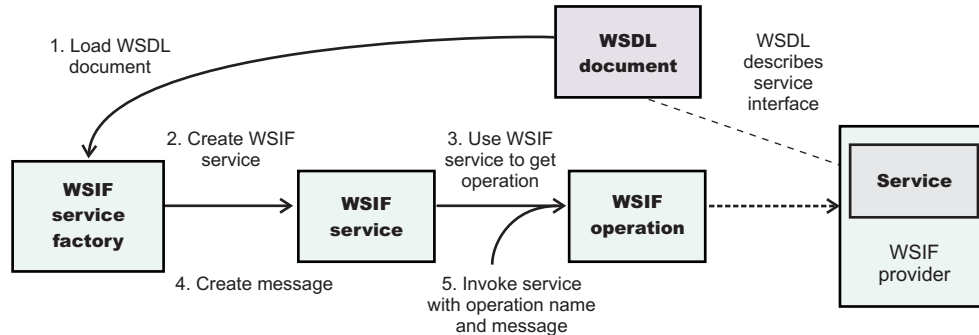 1. Load WSDL
document
WSDL
document
WSDL
describes
service
interface
2. Create WSIF
service
3. Use WSIF
service to get
operation
WSIF
service
factory
WSIF
service
WSIF
operation
Service
WSIF
provider
4. Create message
5. Invoke service
with operation name
and message